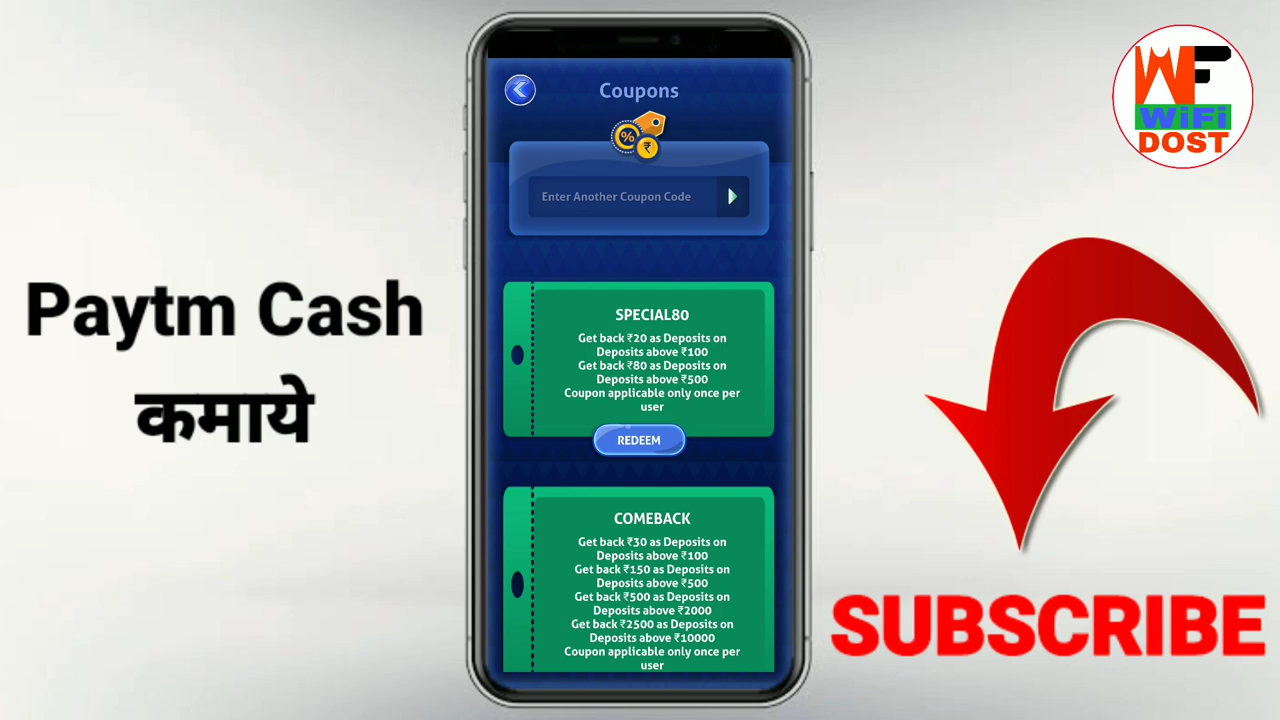 Paytm Cash
कमाये
Coupons
%
₹
Enter Another Coupon Code
SPECIAL80
Get back ₹20 as Deposits on
Deposits above ₹100
Get back ₹80 as Deposits on
Deposits above ₹500
Coupon applicable only once per
user
REDEEM
COMEBACK
Get back ₹30 as Deposits on
Deposits above ₹100
Get back ₹150 as Deposits on
Deposits above ₹500
Get back ₹500 as Deposits on
Deposits above ₹2000
Get back ₹2500 as Deposits on
Deposits above ₹10000
Coupon applicable only once per
user
WF
WiFi
DOST
SUBSCRIBE